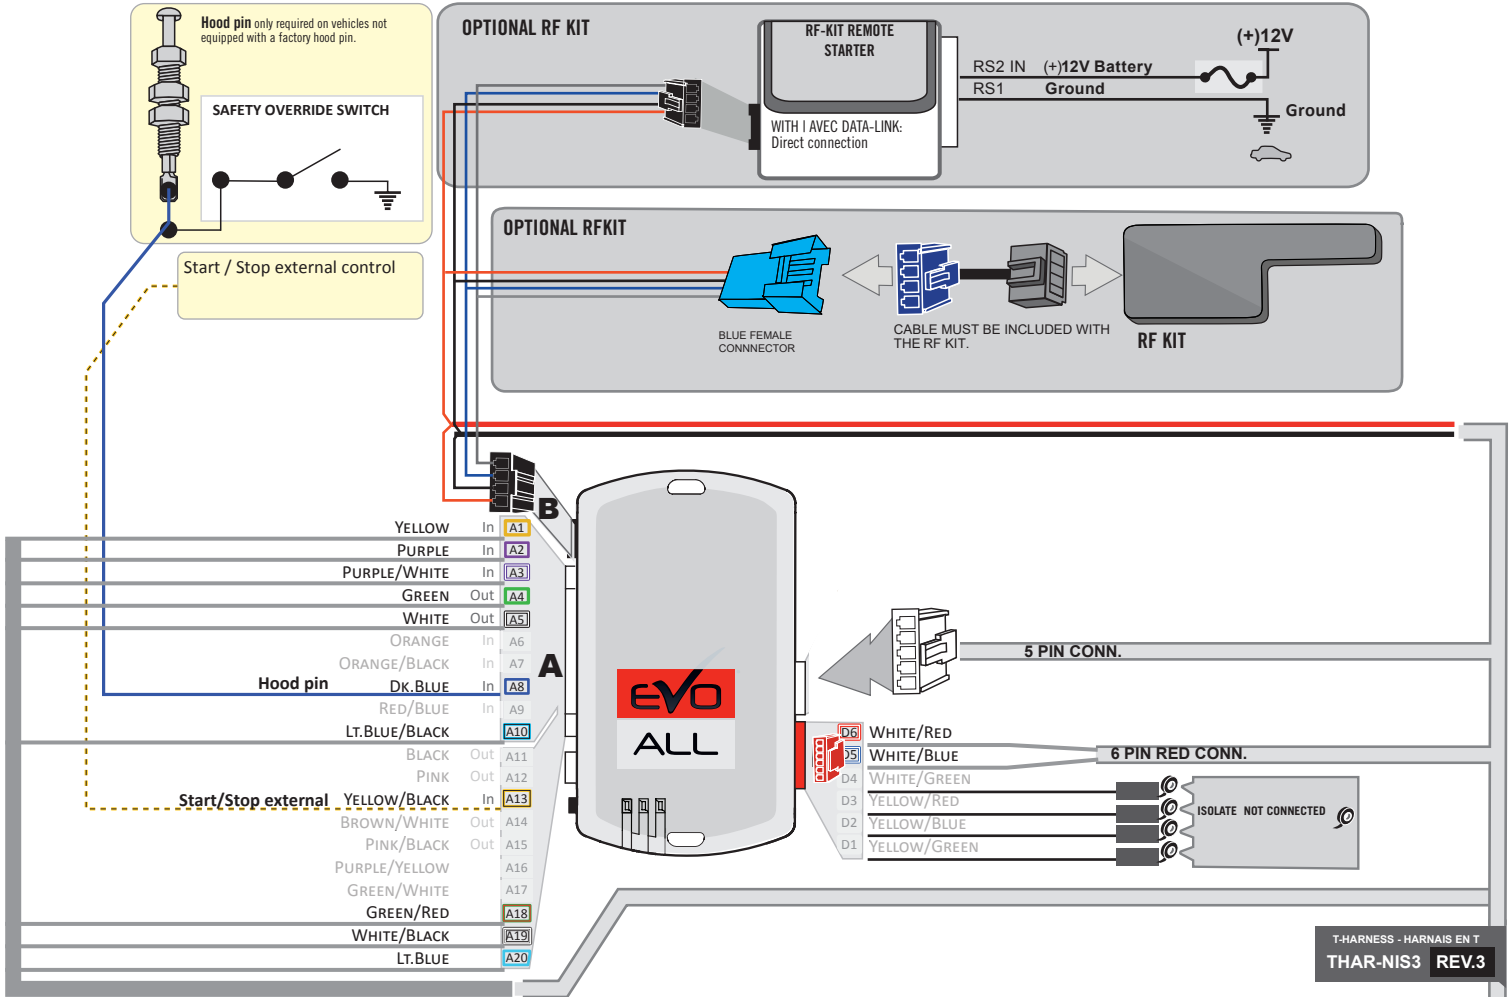 Hood pin only required on vehicles not
equipped with a factory hood pin.
SAFETY OVERRIDE SWITCH
Start / Stop external control
OPTIONAL RF KIT
RF-KIT REMOTE
STARTER
WITH I AVEC DATA-LINK:
Direct connection
(+)12V
RS2 IN (+)12V Battery
RS1 Ground
Ground
OPTIONAL RFKIT
BLUE FEMALE
CONNNECTOR
CABLE MUST BE INCLUDED WITH
THE RF KIT.
RF KIT
B
A
YELLOW In A1
PURPLE In A2
PURPLE/WHITE In A3
GREEN Out A4
WHITE Out A5
ORANGE In A6
ORANGE/BLACK In A7
Hood pin DK.BLUE In A8
RED/BLUE In A9
LT.BLUE/BLACK A10
BLACK Out A11
PINK Out A12
Start/Stop external YELLOW/BLACK In A13
BROWN/WHITE Out A14
PINK/BLACK Out A15
PURPLE/YELLOW A16
GREEN/WHITE A17
GREEN/RED A18
WHITE/BLACK A19
LT.BLUE A20
EVO
ALL
5 PIN CONN.
D6 WHITE/RED
D5 WHITE/BLUE
6 PIN RED CONN.
D4 WHITE/GREEN
D3 YELLOW/RED
D2 YELLOW/BLUE
D1 YELLOW/GREEN
ISOLATE NOT CONNECTED
T-HARNESS - HARNAIS EN T
THAR-NIS3 REV.3